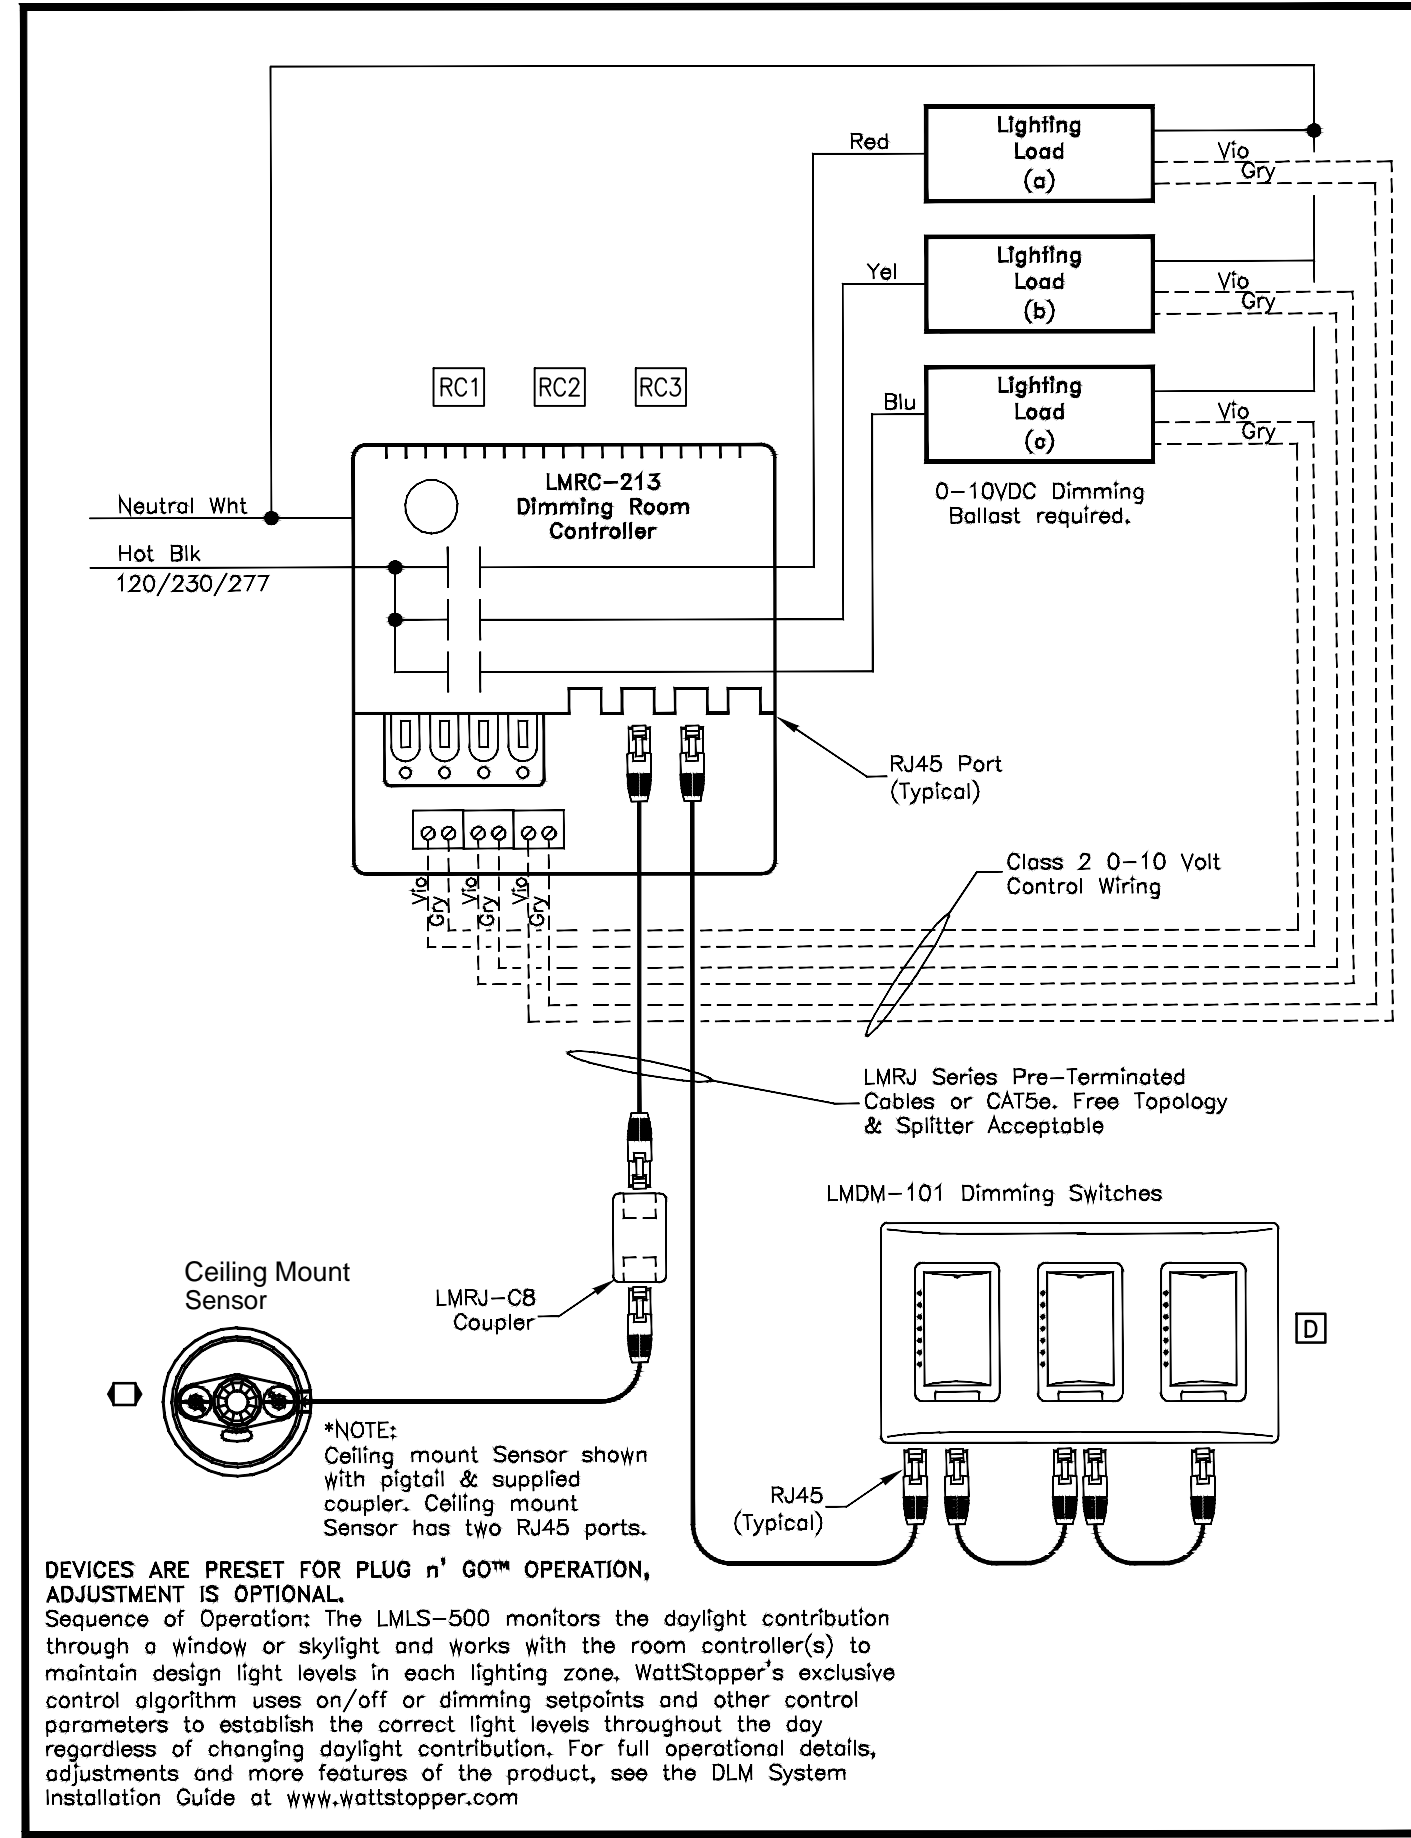 Red
Lighting
Load
(a)
Vio
Gry
Yel
Lighting
Load
(b)
Vio
Gry
RC1 RC2 RC3
Blu
Lighting
Load
(c)
Vio
Gry
0-10VDC Dimming
Ballast required.
LMRC-213
Dimming Room
Controller
Neutral Wht
Hot Blk
120/230/277
RJ45 Port
(Typical)
Class 2 0-10 Volt
Control Wiring
Vio
Gry
Vio
Gry
Vio
Gry
LMRJ Series Pre-Terminated
Cables or CAT5e. Free Topology
& Splitter Acceptable
LMDM-101 Dimming Switches
Ceiling Mount
Sensor
LMRJ-C8
Coupler
D
*NOTE:
Ceiling mount Sensor shown
with pigtail & supplied
coupler. Ceiling mount
Sensor has two RJ45 ports.
RJ45
(Typical)
DEVICES ARE PRESET FOR PLUG n' GO™ OPERATION,
ADJUSTMENT IS OPTIONAL.
Sequence of Operation: The LMLS-500 monitors the daylight contribution
through a window or skylight and works with the room controller(s) to
maintain design light levels in each lighting zone. WattStopper's exclusive
control algorithm uses on/off or dimming setpoints and other control
parameters to establish the correct light levels throughout the day
regardless of changing daylight contribution. For full operational details,
adjustments and more features of the product, see the DLM System
Installation Guide at www.wattstopper.com